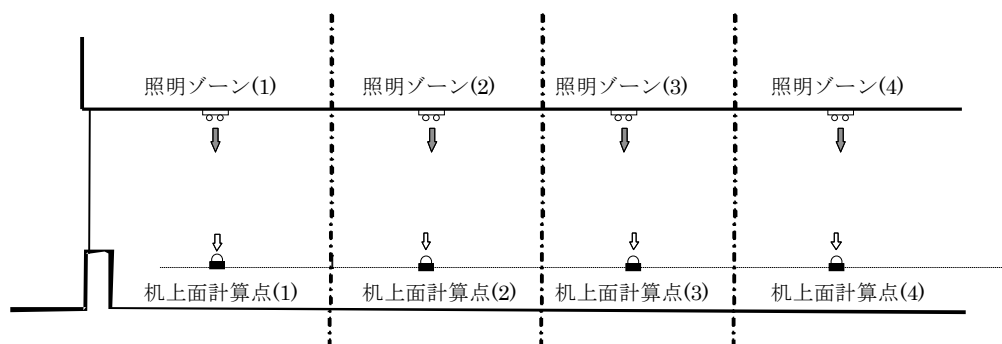 照明ゾーン(1) 照明ゾーン(2) 照明ゾーン(3) 照明ゾーン(4)
机上面計算点(1) 机上面計算点(2) 机上面計算点(3) 机上面計算点(4)